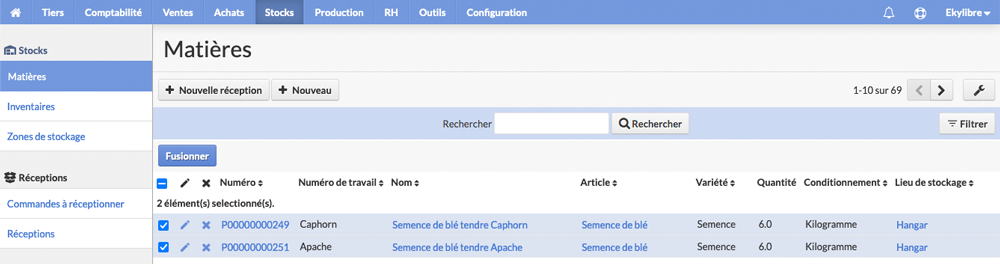 Tiers Comptabilité Ventes Achats Stocks Production RH Outils Configuration Ekylibre
Stocks
Matières
Inventaires
Zones de stockage
Réceptions
Commandes à réceptionner
Réceptions
Matières
Nouvelle réception Nouveau 1-10 sur 69
Rechercher Rechercher Filtrer
Fusionner
Numéro Numéro de travail Nom Article Variété Quantité Conditionnement Lieu de stockage
2 élément(s) selectionné(s).
P00000000249 Caphorn Semence de blé tendre Caphorn Semence de blé Semence 6.0 Kilogramme Hangar
P00000000251 Apache Semence de blé tendre Apache Semence de blé Semence 6.0 Kilogramme Hangar